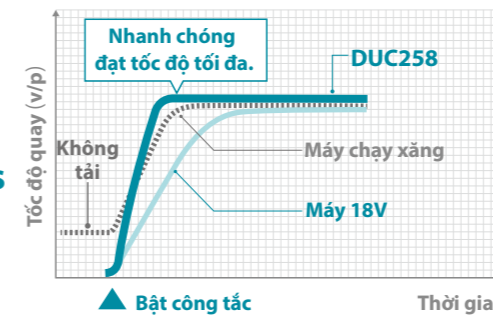 Nhanh chóng
đạt tốc độ tối đa.
DUC258
Tốc độ quay (v/p)
Không
tải
Máy chạy xăng
Máy 18V
Bật công tắc
Thời gia